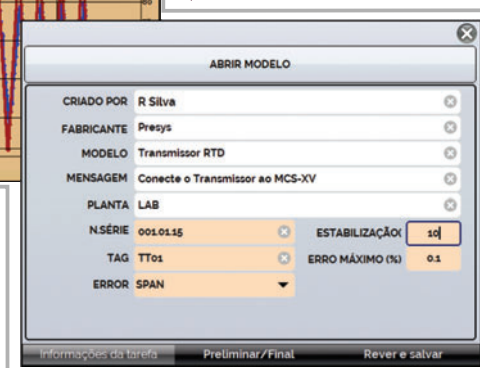 ABRIR MODELO
CRIADO POR R Silva
FABRICANTE Presys
MODELO Transmissor RTD
MENSAGEM Conecte o Transmissor ao MCS-XV
PLANTA LAB
N.SÉRIE 001.01.15 ESTABILIZAÇÃO( 10
TAG TT01 ERRO MÁXIMO (%) 0.1
ERROR SPAN
Informações da tarefa Preliminar/Final Rever e salvar